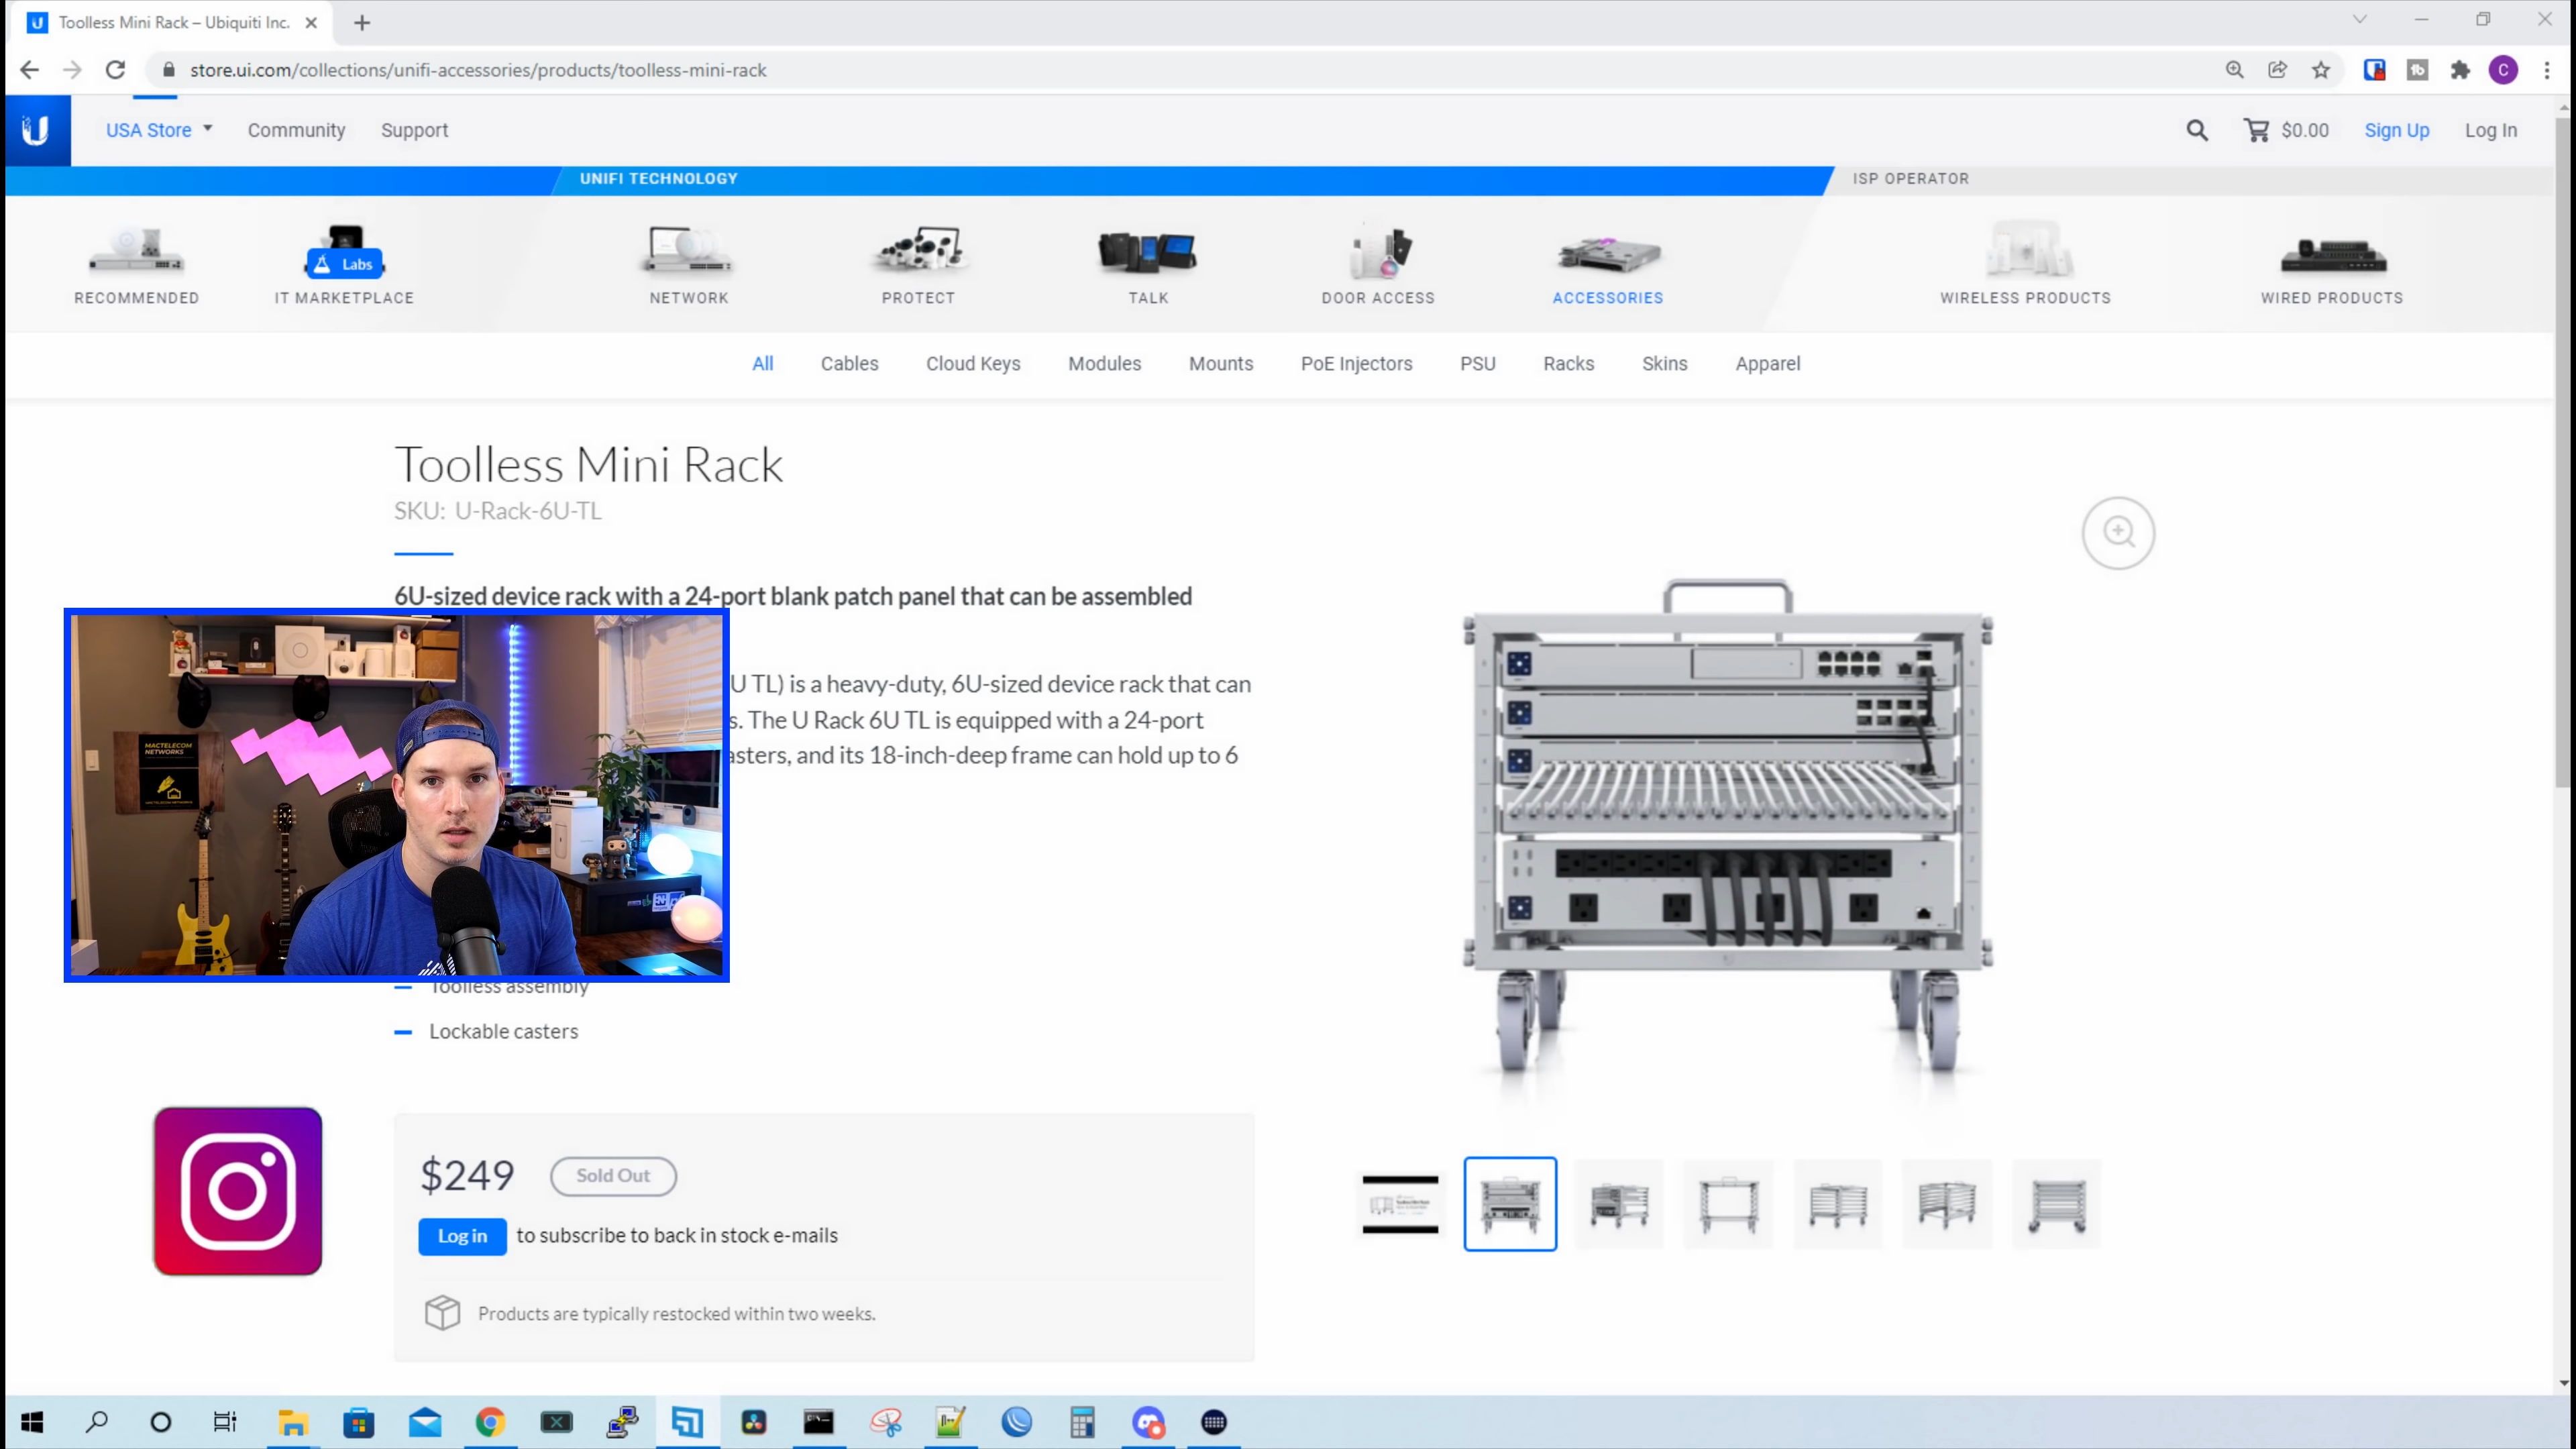 Toolless Mini Rack – Ubiquiti Inc.
store.ui.com/collections/unifi-accessories/products/toolless-mini-rack
C
USA Store
Community
Support
$0.00
Sign Up
Log In
UNIFI TECHNOLOGY
ISP OPERATOR
Labs
RECOMMENDED
IT MARKETPLACE
NETWORK
PROTECT
TALK
DOOR ACCESS
ACCESSORIES
WIRELESS PRODUCTS
WIRED PRODUCTS
All
Cables
Cloud Keys
Modules
Mounts
PoE Injectors
PSU
Racks
Skins
Apparel
Toolless Mini Rack
SKU: U-Rack-6U-TL
6U-sized device rack with a 24-port blank patch panel that can be assembled
U TL) is a heavy-duty, 6U-sized device rack that can
s. The U Rack 6U TL is equipped with a 24-port
asters, and its 18-inch-deep frame can hold up to 6
MACTELECOM
NETWORKS
MACTELECOM NETWORKS
Toolless assembly
Lockable casters
$249
Sold Out
Log in
to subscribe to back in stock e-mails
Products are typically restocked within two weeks.